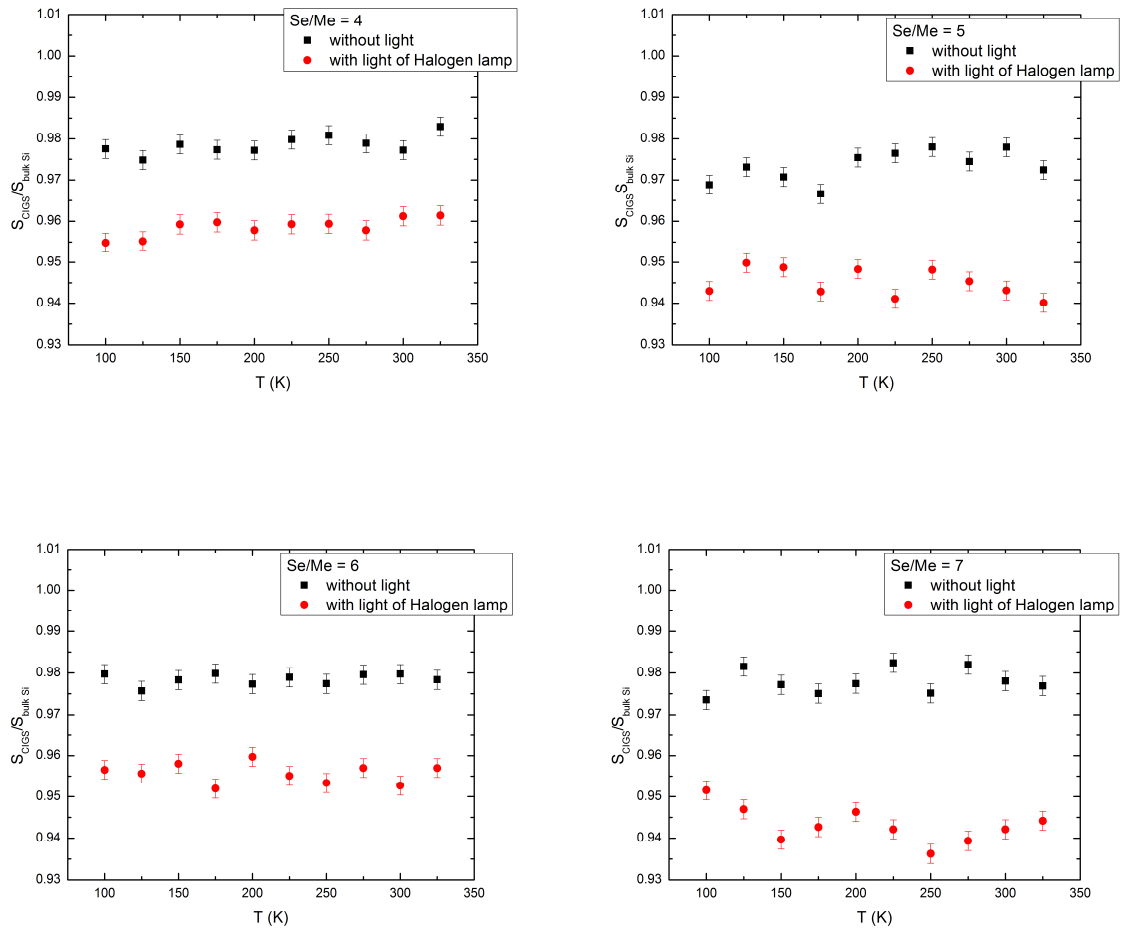 Se/Me = 4
without light
with light of Halogen lamp
1.01
1.00
0.99
0.98
0.97
0.96
0.95
0.94
0.93
S_CIGS/S_bulk Si
100 150 200 250 300 350
T (K)
Se/Me = 5
without light
with light of Halogen lamp
1.01
1.00
0.99
0.98
0.97
0.96
0.95
0.94
0.93
S_CIGS S_bulk Si
100 150 200 250 300 350
T (K)
Se/Me = 6
without light
with light of Halogen lamp
1.01
1.00
0.99
0.98
0.97
0.96
0.95
0.94
0.93
S_CIGS/S_bulk Si
100 150 200 250 300 350
T (K)
Se/Me = 7
without light
with light of Halogen lamp
1.01
1.00
0.99
0.98
0.97
0.96
0.95
0.94
0.93
S_CIGS/S_bulk Si
100 150 200 250 300 350
T (K)